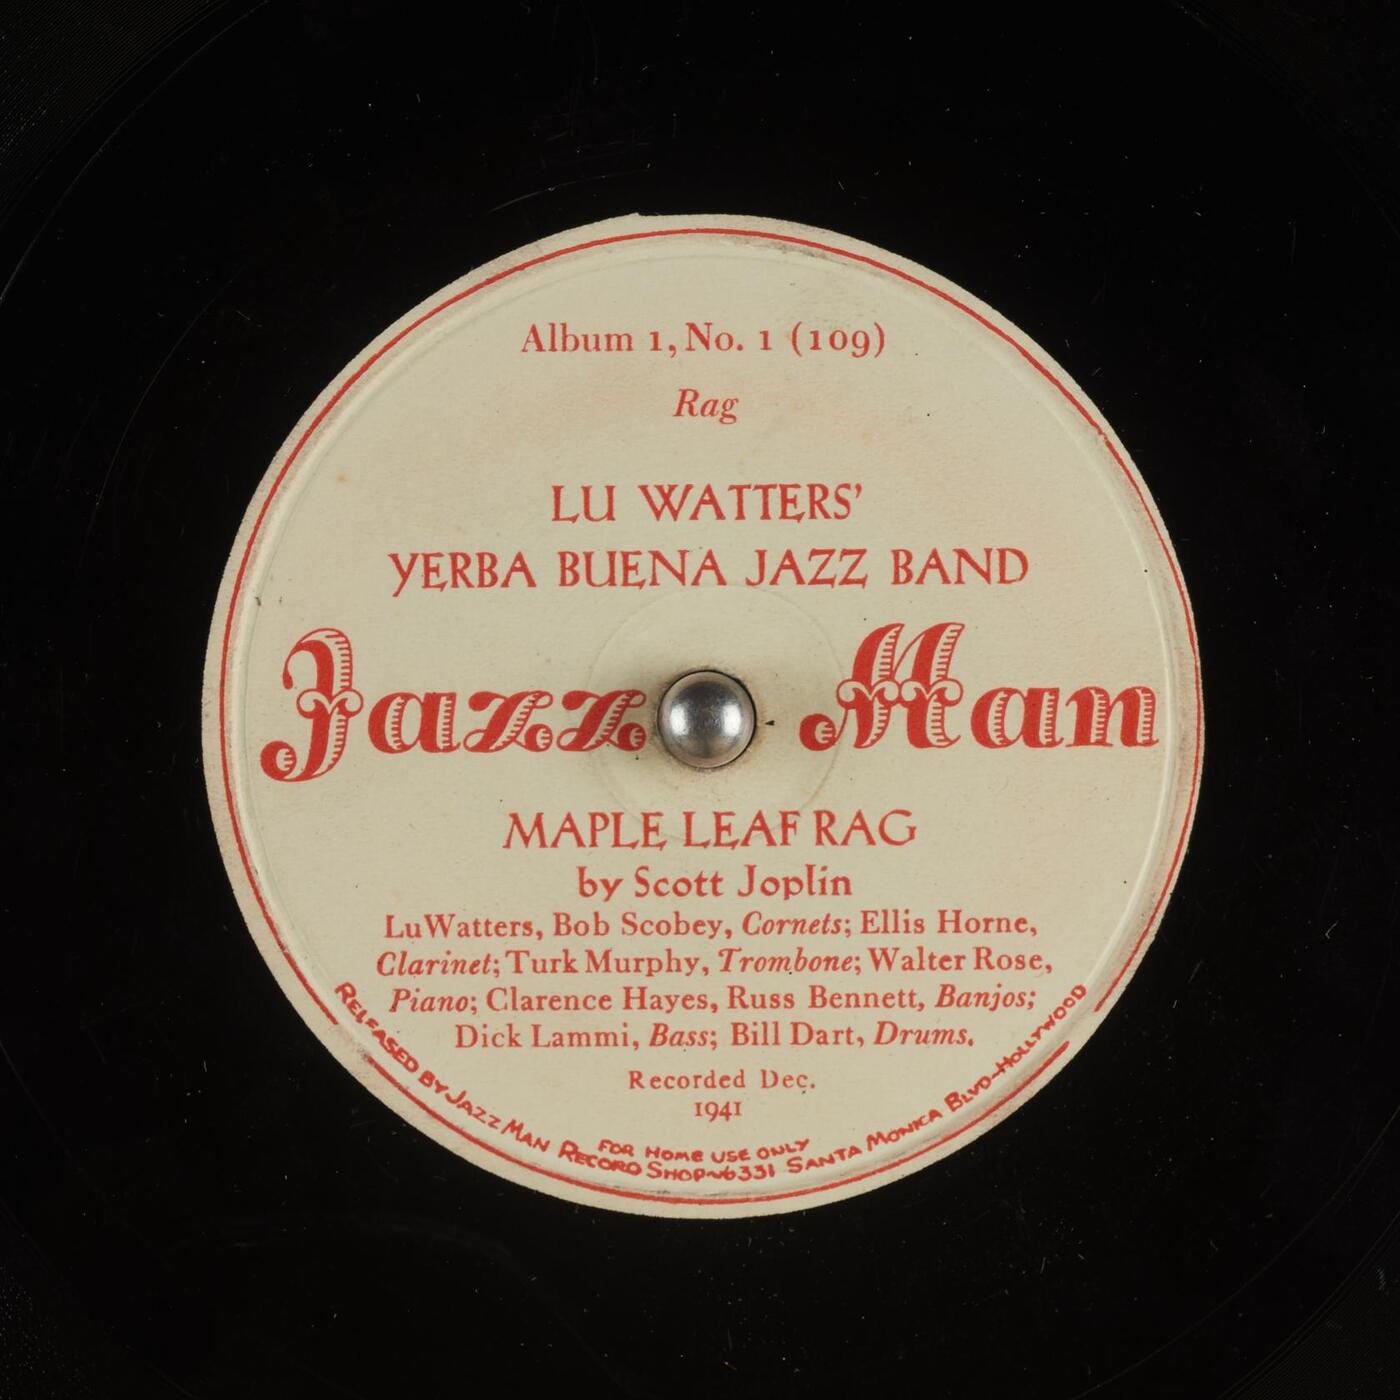 Album 1, No. 1 (109)
Rag
LU WATTERS'
YERBA BUENA JAZZ BAND
Jazz Man
MAPLE LEAF RAG
by Scott Joplin
Lu Watters, Bob Scobey, Cornets; Ellis Horne,
Clarinet; Turk Murphy, Trombone; Walter Rose,
Piano; Clarence Hayes, Russ Bennett, Banjos;
Dick Lammi, Bass; Bill Dart, Drums.
Recorded Dec.
1941
FOR HOME USE ONLY
RELEASED BY JAZZ MAN RECORD SHOP~6331 SANTA MONICA BLVD-HOLLYWOOD